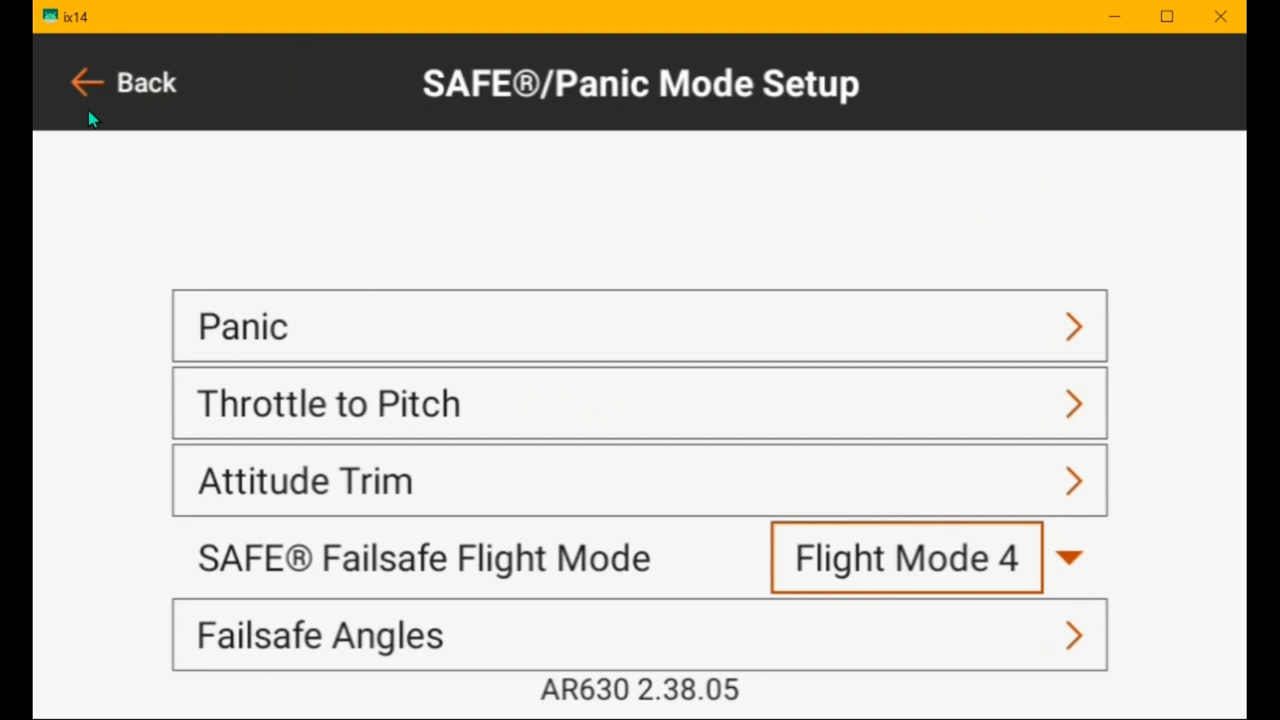 ix14
Back
SAFE®/Panic Mode Setup
Panic
Throttle to Pitch
Attitude Trim
SAFE® Failsafe Flight Mode Flight Mode 4
Failsafe Angles
AR630 2.38.05